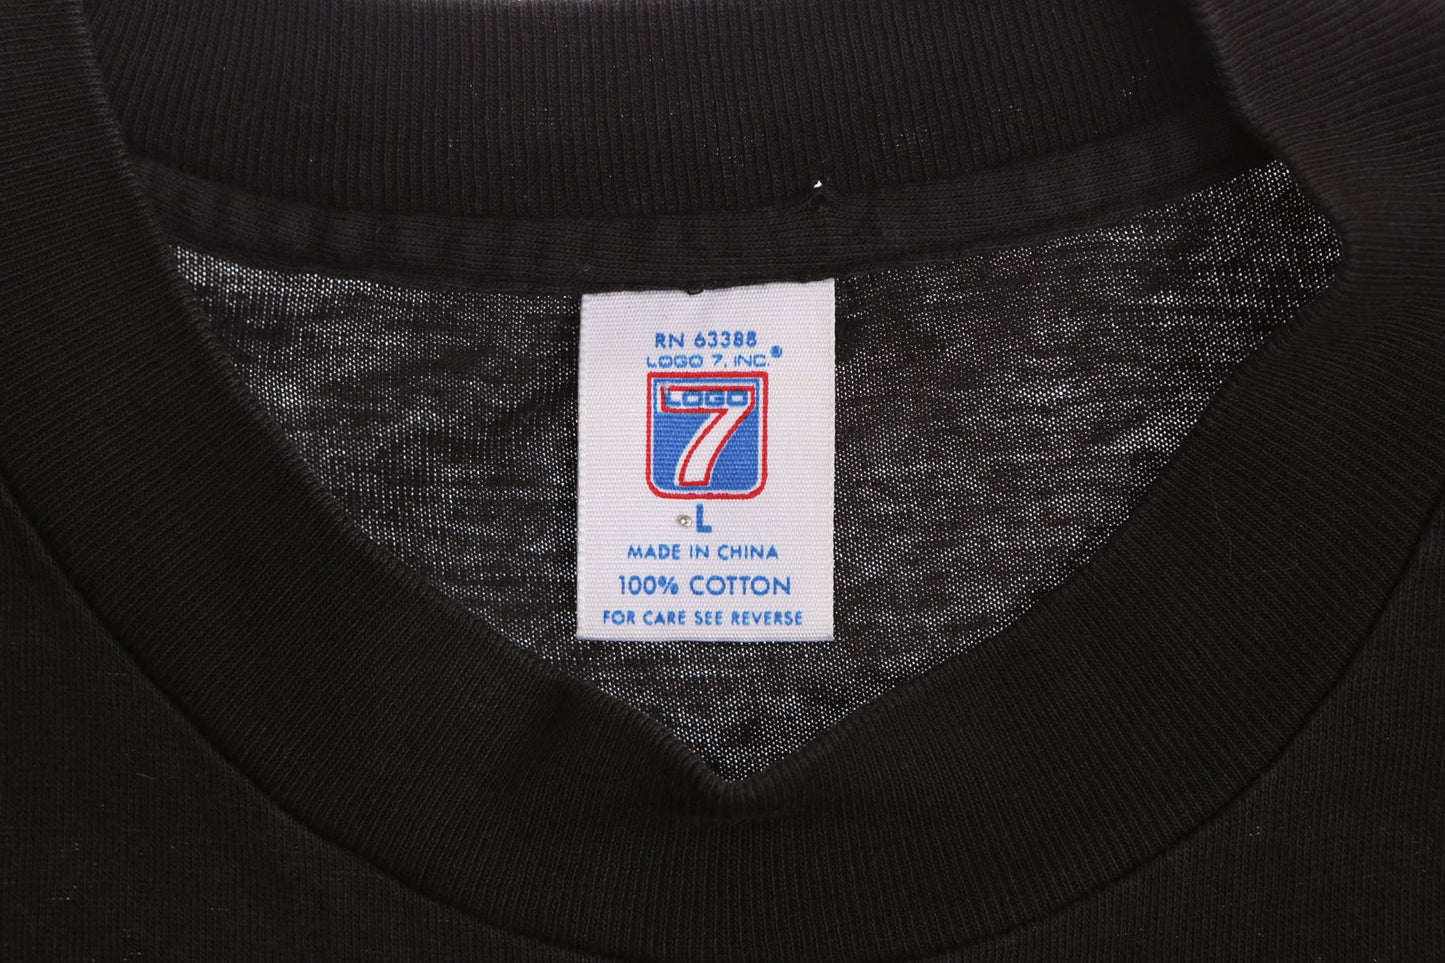 RN 63388
LOGO 7, INC.®
LOGO
7
L
MADE IN CHINA
100% COTTON
FOR CARE SEE REVERSE